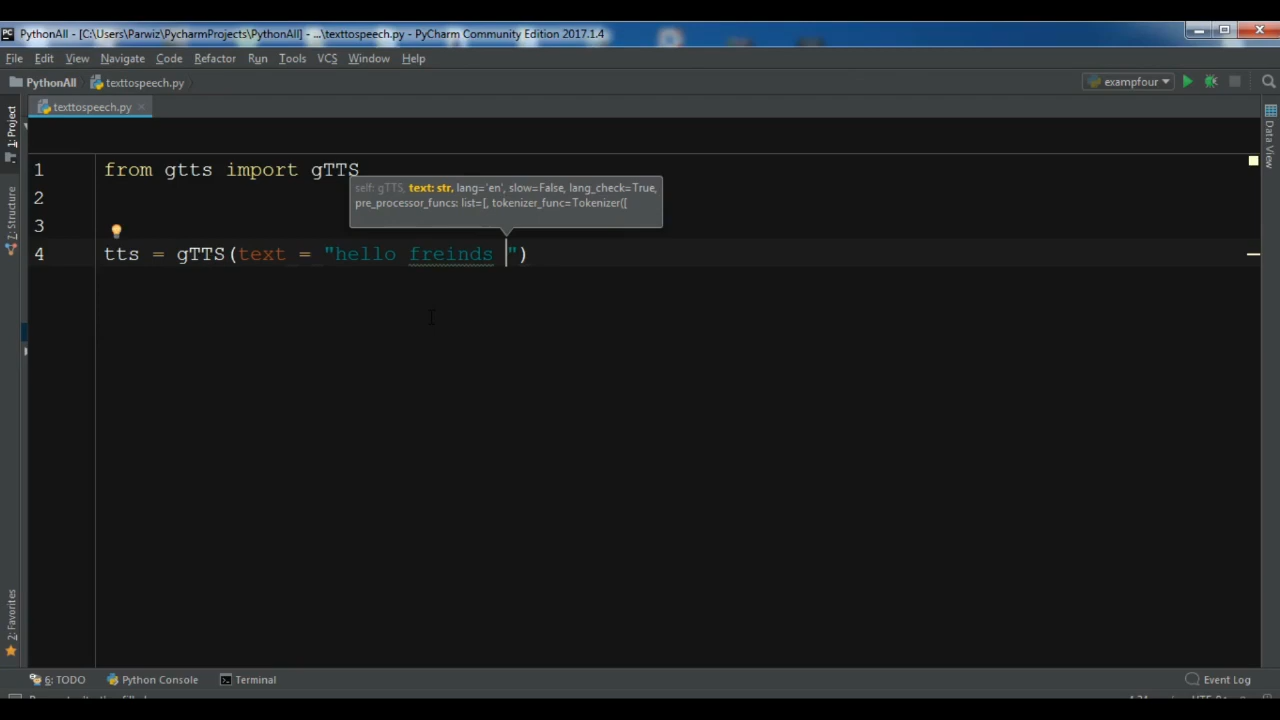 PythonAll - [C:\Users\Parwiz\PycharmProjects\PythonAll] - ...\texttospeech.py - PyCharm Community Edition 2017.1.4
File Edit View Navigate Code Refactor Run Tools VCS Window Help
PythonAll texttospeech.py exampfour
texttospeech.py
1: Project
Data View
7: Structure
1 from gtts import gTTS
self: gTTS, text: str, lang='en', slow=False, lang_check=True,
pre_processor_funcs: list=[, tokenizer_func=Tokenizer([
2
3
4 tts = gTTS(text = "hello freinds ")
2: Favorites
6: TODO Python Console Terminal Event Log